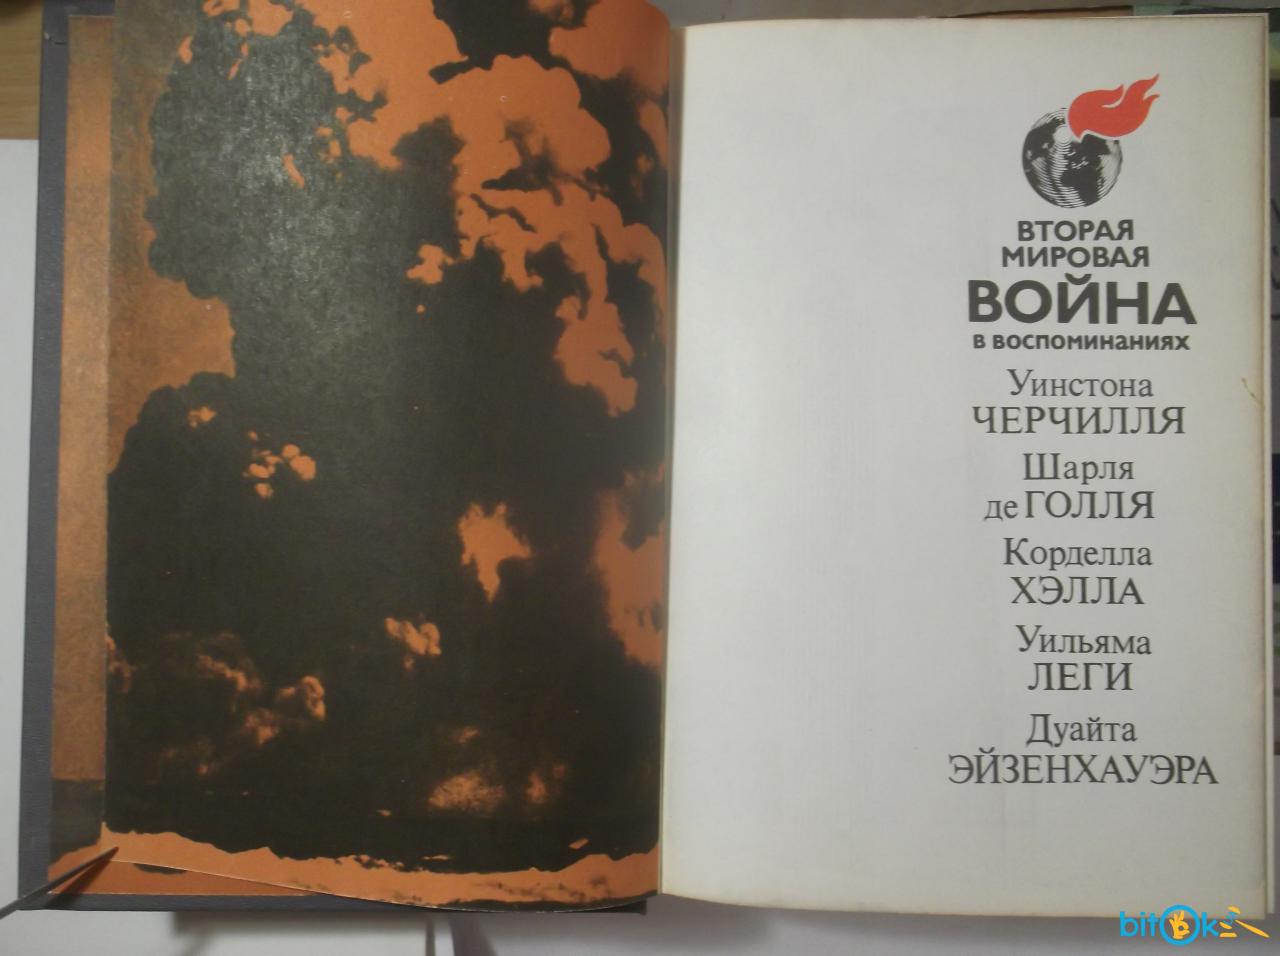 ВТОРАЯ
МИРОВАЯ
ВОЙНА
В ВОСПОМИНАНИЯХ
Уинстона
ЧЕРЧИЛЛЯ
Шарля
де ГОЛЛЯ
Корделла
ХЭЛЛА
Уильяма
ЛЕГИ
Дуайта
ЭЙЗЕНХАУЭРА
bitok